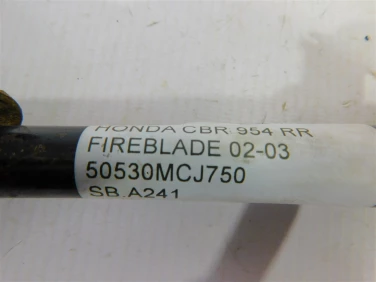 HONDA CBR 954 RR
FIREBLADE 02-03
50530MCJ750
SB.A241